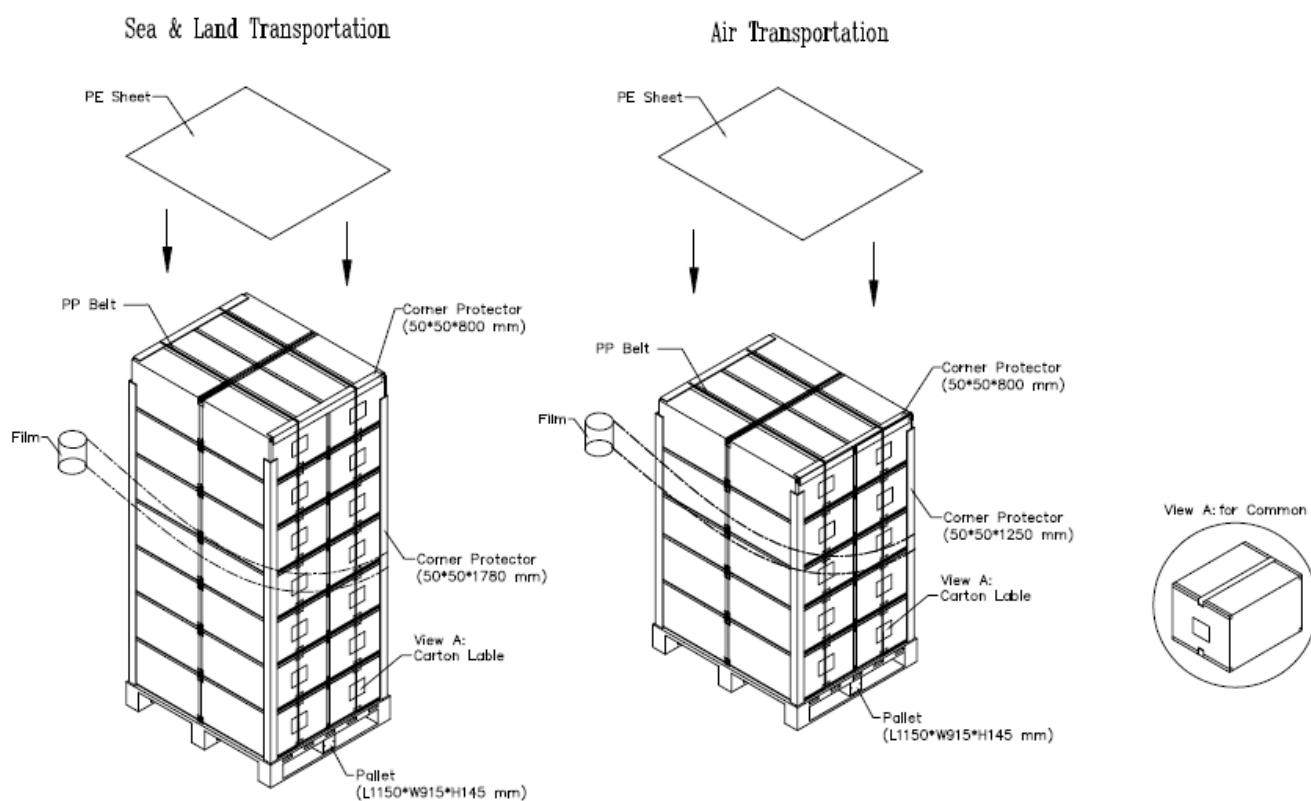 Sea & Land Transportation
PE Sheet
PP Belt
Corner Protector
(50*50*800 mm)
Film
Corner Protector
(50*50*1780 mm)
View A:
Carton Lable
Pallet
(L1150*W915*H145 mm)
Air Transportation
PE Sheet
PP Belt
Corner Protector
(50*50*800 mm)
Film
Corner Protector
(50*50*1250 mm)
View A:
Carton Lable
Pallet
(L1150*W915*H145 mm)
View A: for Common